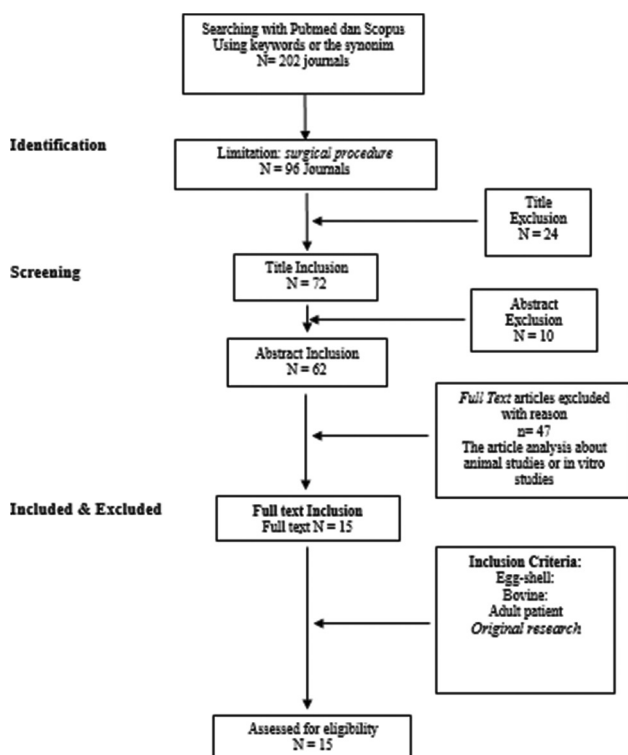 Searching with Pubmed dan Scopus
Using keywords or the synonim
N= 202 journals
Identification
Limitation: surgical procedure
N = 96 Journals
Title
Exclusion
N = 24
Screening
Title Inclusion
N = 72
Abstract
Exclusion
N = 10
Abstract Inclusion
N = 62
Full Text articles excluded
with reason
n= 47
The article analysis about
animal studies or in vitro
studies
Included & Excluded
Full text Inclusion
Full text N = 15
Inclusion Criteria:
Egg-shell:
Bovine:
Adult patient
Original research
Assessed for eligibility
N = 15